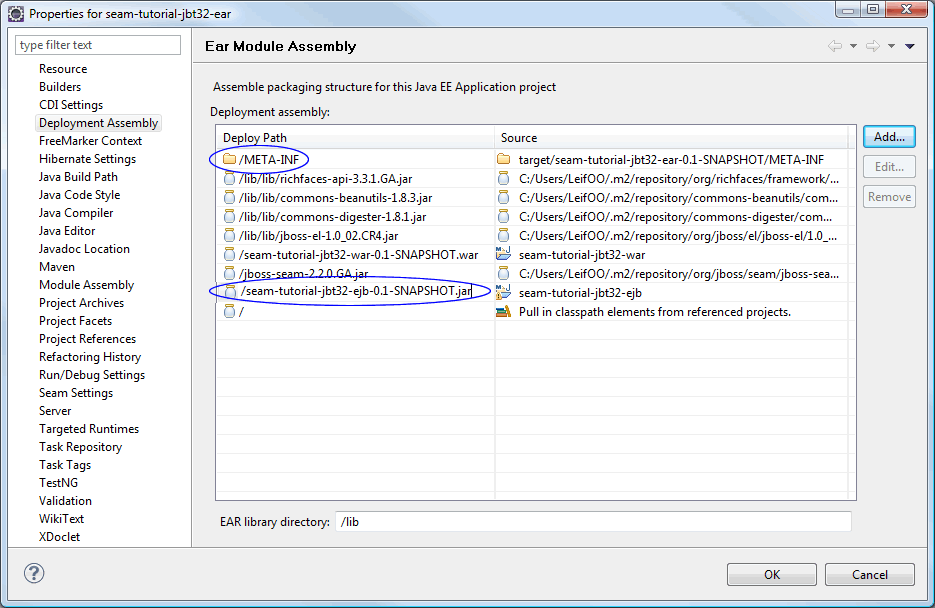 Properties for seam-tutorial-jbt32-ear
type filter text
Resource
Builders
CDI Settings
Deployment Assembly
FreeMarker Context
Hibernate Settings
Java Build Path
Java Code Style
Java Compiler
Java Editor
Javadoc Location
Maven
Module Assembly
Project Archives
Project Facets
Project References
Refactoring History
Run/Debug Settings
Seam Settings
Server
Targeted Runtimes
Task Repository
Task Tags
TestNG
Validation
WikiText
XDoclet
Ear Module Assembly
Assemble packaging structure for this Java EE Application project
Deployment assembly:
Deploy Path Source
/META-INF target/seam-tutorial-jbt32-ear-0.1-SNAPSHOT/META-INF
/lib/lib/richfaces-api-3.3.1.GA.jar C:/Users/LeifOO/.m2/repository/org/richfaces/framework/...
/lib/lib/commons-beanutils-1.8.3.jar C:/Users/LeifOO/.m2/repository/commons-beanutils/com...
/lib/lib/commons-digester-1.8.1.jar C:/Users/LeifOO/.m2/repository/commons-digester/com...
/lib/lib/jboss-el-1.0_02.CR4.jar C:/Users/LeifOO/.m2/repository/org/jboss/el/jboss-el/1.0_...
/seam-tutorial-jbt32-war-0.1-SNAPSHOT.war seam-tutorial-jbt32-war
/jboss-seam-2.2.0.GA.jar C:/Users/LeifOO/.m2/repository/org/jboss/seam/jboss-sea...
/seam-tutorial-jbt32-ejb-0.1-SNAPSHOT.jar seam-tutorial-jbt32-ejb
/ Pull in classpath elements from referenced projects.
Add...
Edit...
Remove
EAR library directory: /lib
?
OK Cancel